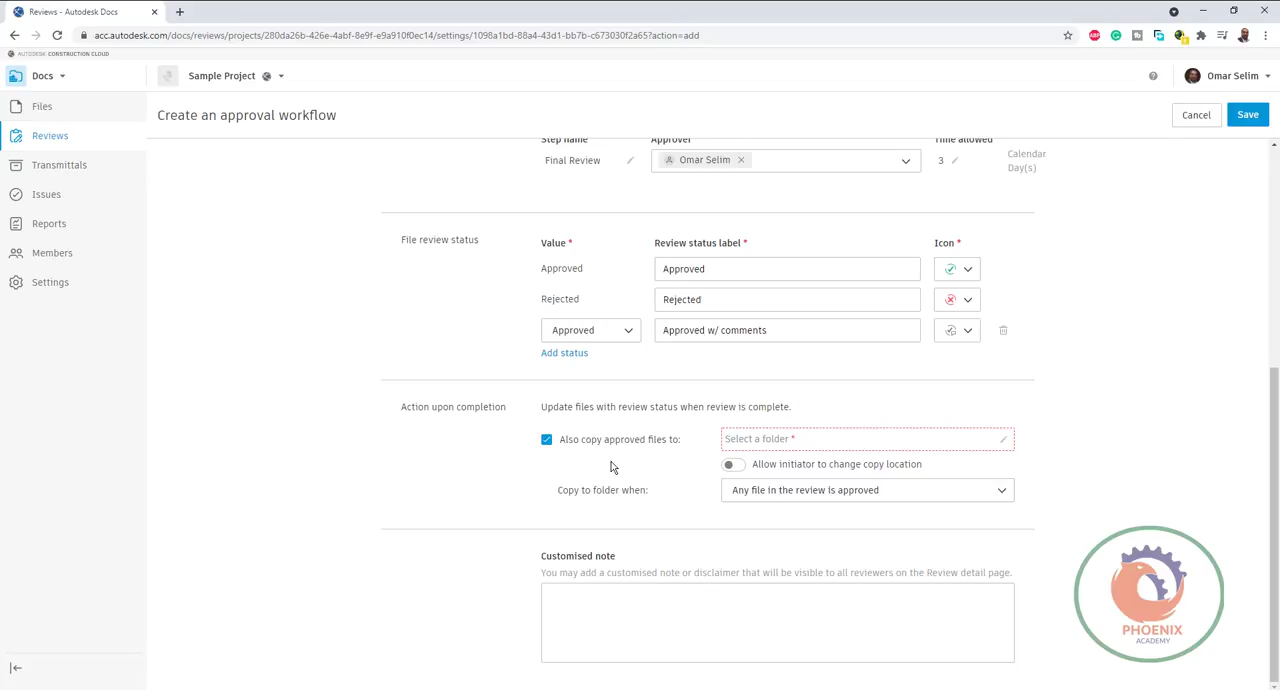 Reviews - Autodesk Docs
acc.autodesk.com/docs/reviews/projects/280da26b-426e-4abf-8e9f-e9a910f0ec14/settings/1098a1bd-88a4-43d1-bb7b-c673030f2a65?action=add
AUTODESK CONSTRUCTION CLOUD
Docs
Sample Project
Omar Selim
Files
Create an approval workflow
Cancel
Save
Reviews
Transmittals
Issues
Reports
Members
Settings
Step name
Approver
Time allowed
Final Review
Omar Selim
3
Calendar
Day(s)
File review status
Value *
Review status label *
Icon *
Approved
Approved
Rejected
Rejected
Approved
Approved w/ comments
Add status
Action upon completion
Update files with review status when review is complete.
Also copy approved files to:
Select a folder *
Allow initiator to change copy location
Copy to folder when:
Any file in the review is approved
Customised note
You may add a customised note or disclaimer that will be visible to all reviewers on the Review detail page.
PHOENIX
ACADEMY